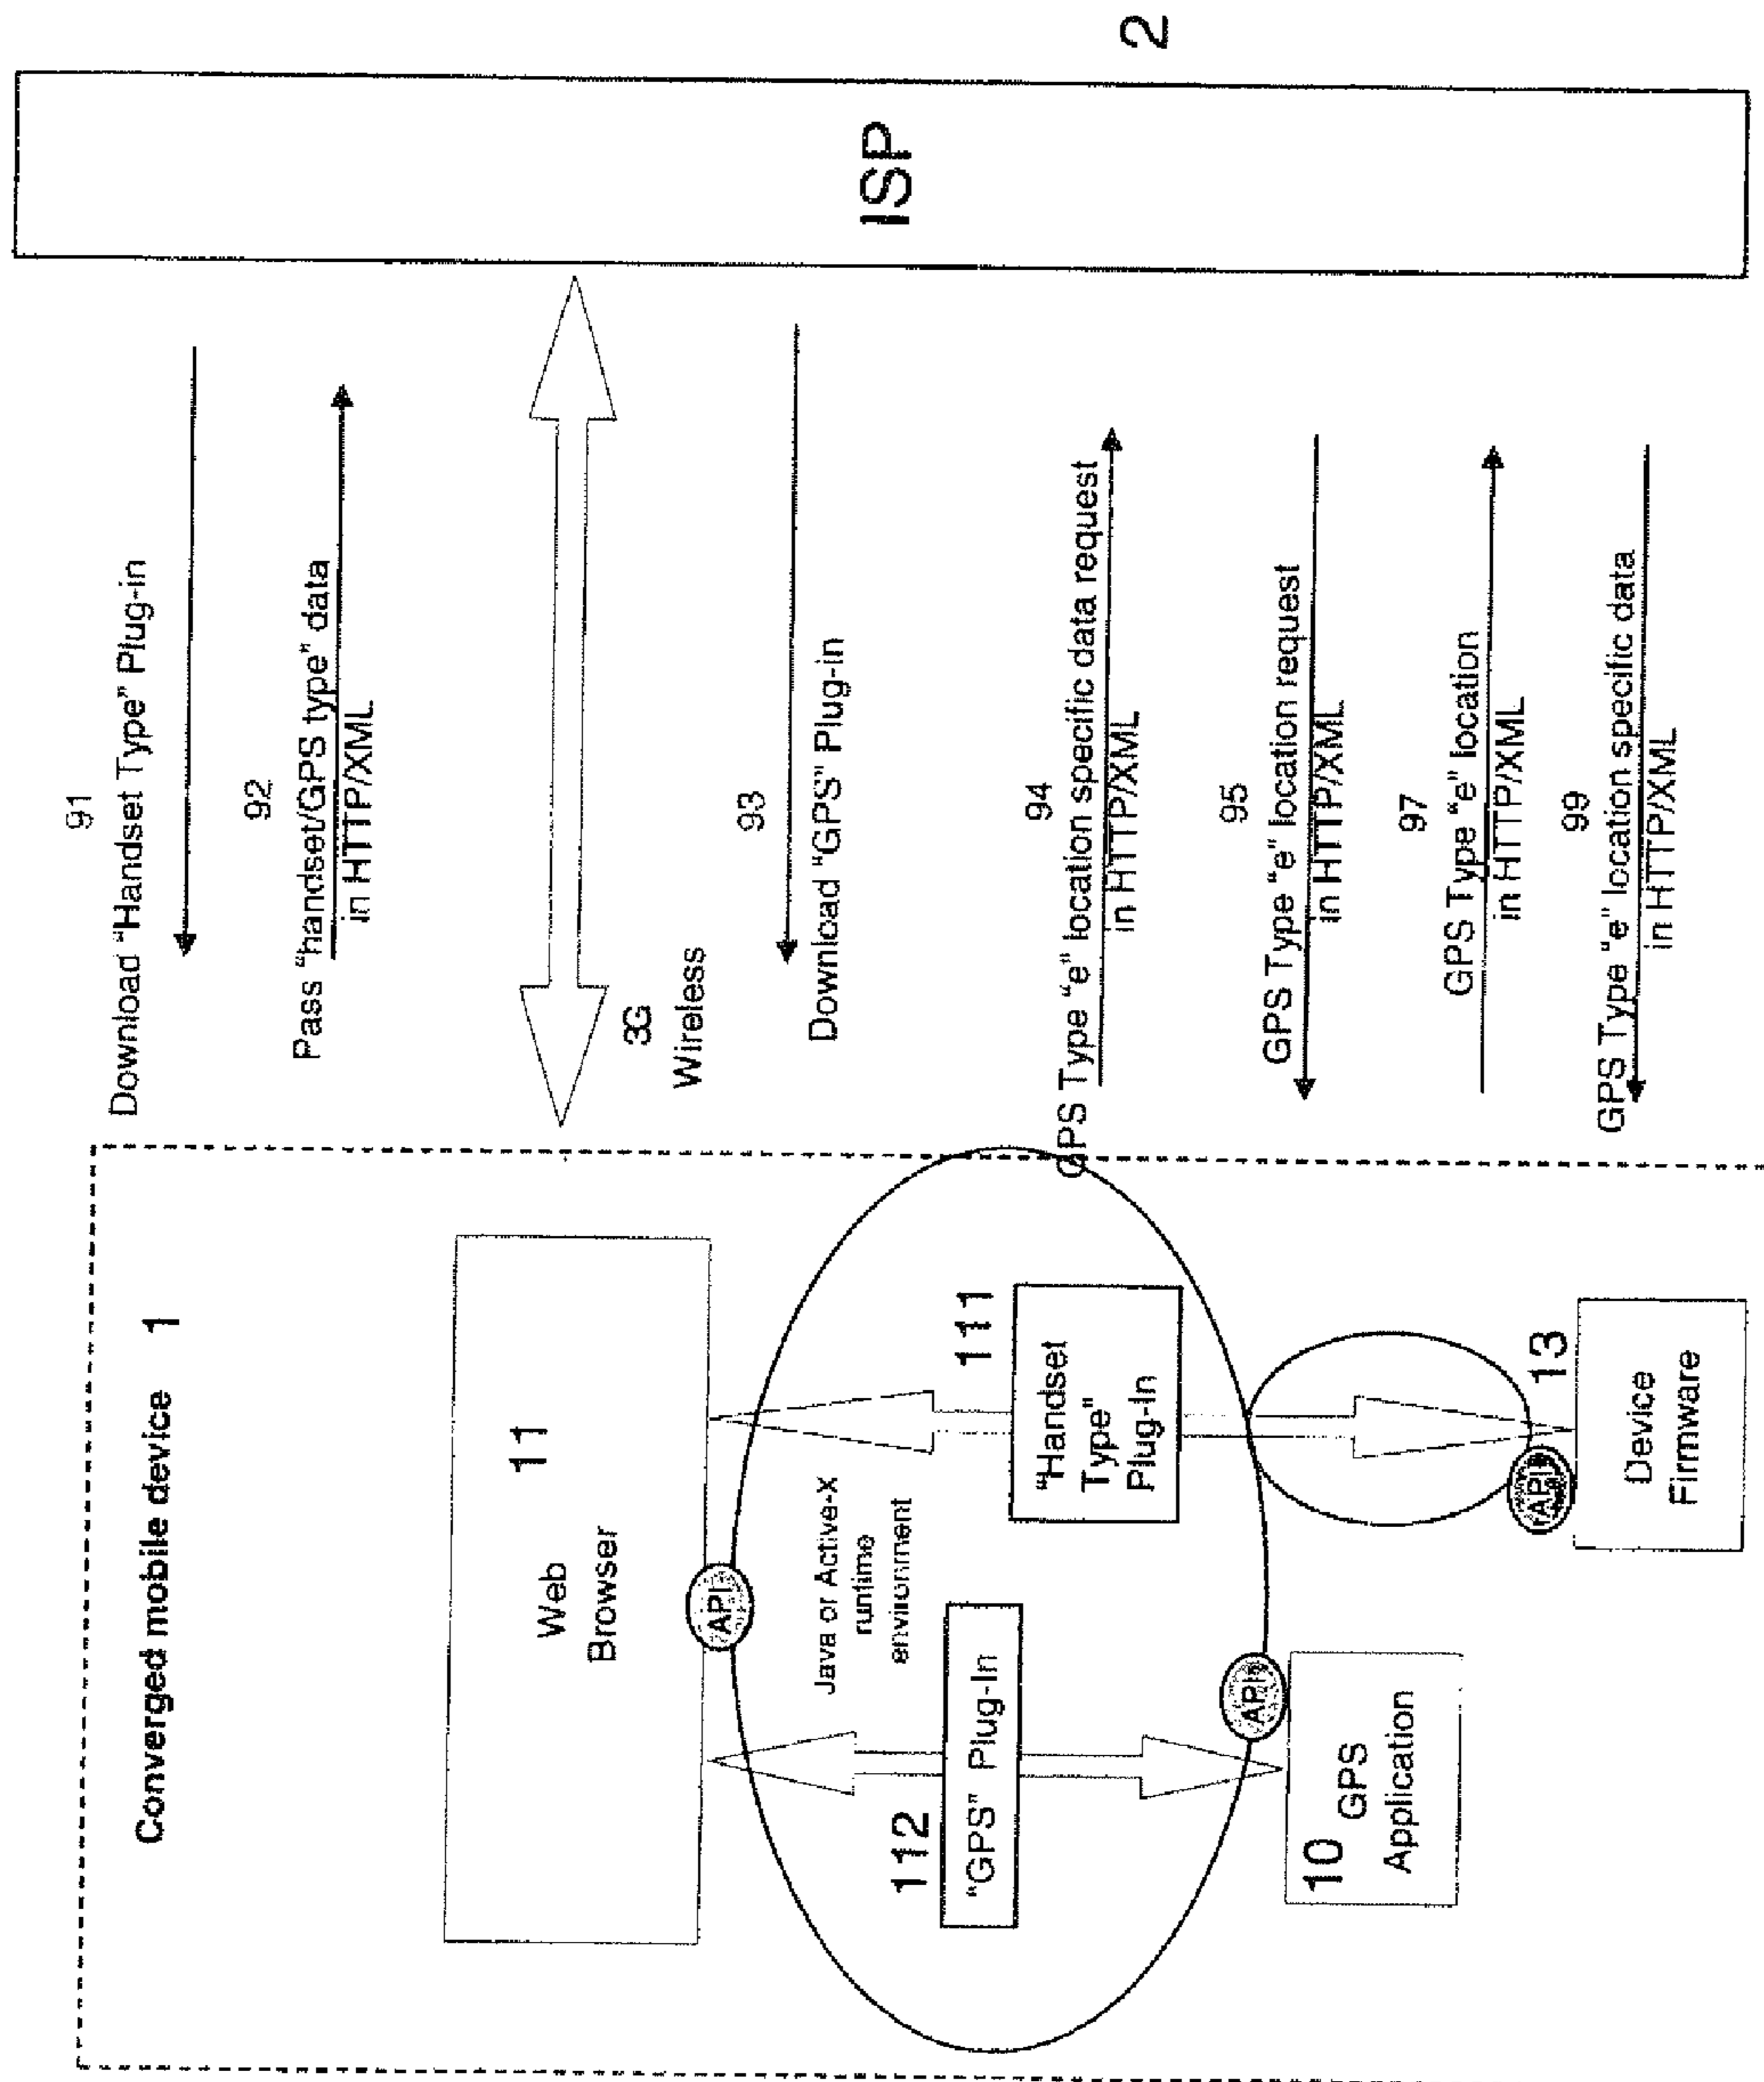 Converged mobile device 1
11
Web
Browser
API
Java or Active-X
runtime
environment
112
"GPS" Plug-In
111
"Handset
Type"
Plug-In
API
10 GPS
Application
API
13
Device
Firmware
91
Download "Handset Type" Plug-in
92
Pass "handset/GPS type" data
in HTTP/XML
3G
Wireless
93
Download "GPS" Plug-in
94
GPS Type "e" location specific data request
in HTTP/XML
95
GPS Type "e" location request
in HTTP/XML
97
GPS Type "e" location
in HTTP/XML
99
GPS Type "e" location specific data
in HTTP/XML
ISP
2